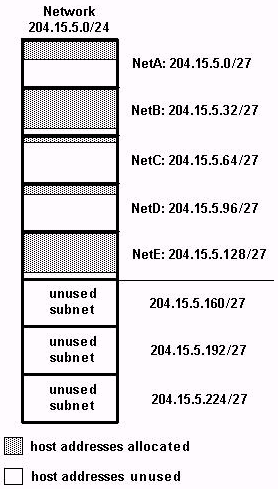 Network
204.15.5.0/24
NetA: 204.15.5.0/27
NetB: 204.15.5.32/27
NetC: 204.15.5.64/27
NetD: 204.15.5.96/27
NetE: 204.15.5.128/27
unused
subnet
204.15.5.160/27
unused
subnet
204.15.5.192/27
unused
subnet
204.15.5.224/27
host addresses allocated
host addresses unused